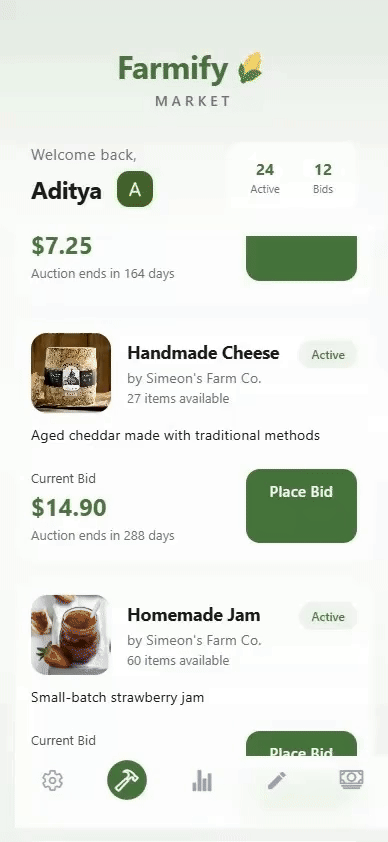 Farmify
MARKET
Welcome back,
Aditya
A
24
Active
12
Bids
$7.25
Auction ends in 164 days
Handmade Cheese
Active
by Simeon's Farm Co.
27 items available
Aged cheddar made with traditional methods
Current Bid
$14.90
Auction ends in 288 days
Place Bid
Homemade Jam
Active
by Simeon's Farm Co.
60 items available
Small-batch strawberry jam
Current Bid
Place Bid